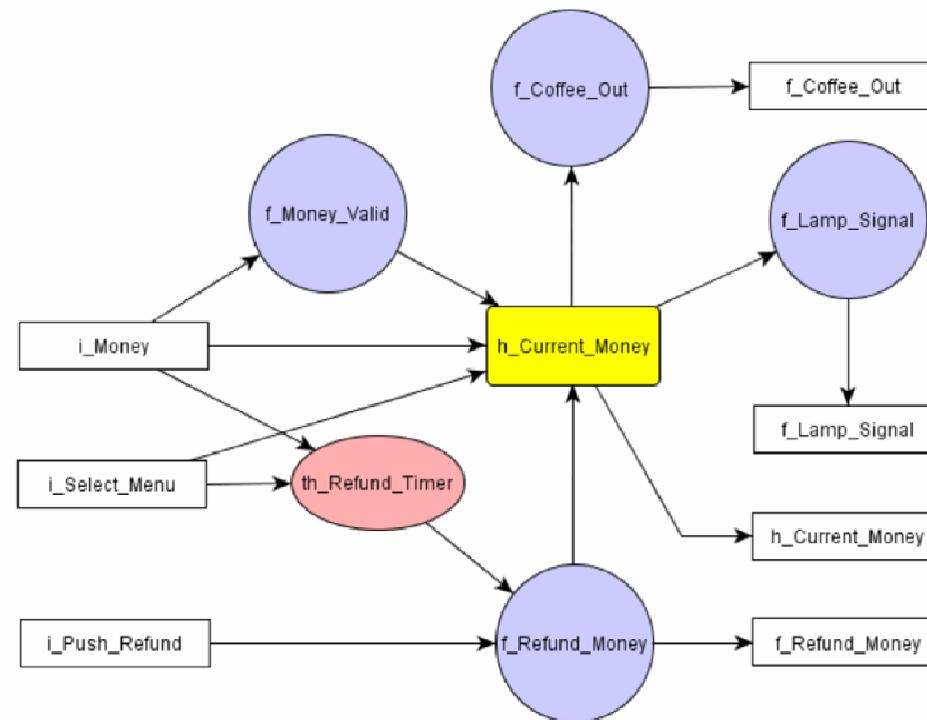 f_Coffee_Out
f_Coffee_Out
f_Money_Valid
f_Lamp_Signal
i_Money
h_Current_Money
f_Lamp_Signal
i_Select_Menu
th_Refund_Timer
h_Current_Money
i_Push_Refund
f_Refund_Money
f_Refund_Money